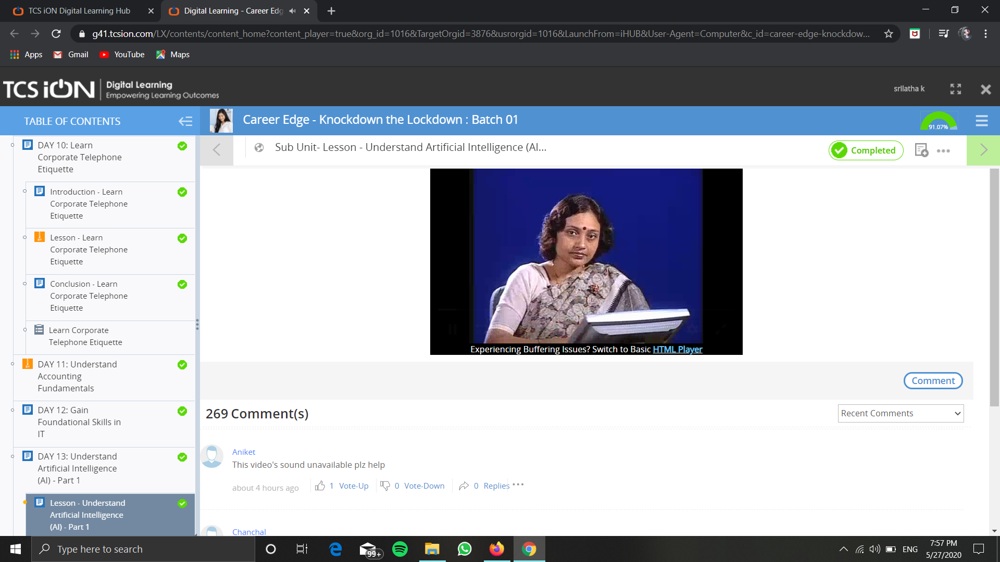 TCS iON Digital Learning Hub
Digital Learning - Career Edg
g41.tcsion.com/LX/contents/content_home?content_player=true&org_id=1016&TargetOrgid=3876&usrorgid=1016&LaunchFrom=iHUB&User-Agent=Computer&c_id=career-edge-knockdow...
Apps
Gmail
YouTube
Maps
TCS iON
Digital Learning
Empowering Learning Outcomes
srilatha k
TABLE OF CONTENTS
Career Edge - Knockdown the Lockdown : Batch 01
91.07%
DAY 10: Learn
Corporate Telephone
Etiquette
Introduction - Learn
Corporate Telephone
Etiquette
Lesson - Learn
Corporate Telephone
Etiquette
Conclusion - Learn
Corporate Telephone
Etiquette
Learn Corporate
Telephone Etiquette
DAY 11: Understand
Accounting
Fundamentals
DAY 12: Gain
Foundational Skills in
IT
DAY 13: Understand
Artificial Intelligence
(AI) - Part 1
Lesson - Understand
Artificial Intelligence
(AI) - Part 1
Sub Unit- Lesson - Understand Artificial Intelligence (AI...
Completed
Experiencing Buffering Issues? Switch to Basic HTML Player
Comment
269 Comment(s)
Recent Comments
Aniket
This video's sound unavailable plz help
about 4 hours ago
1 Vote-Up
0 Vote-Down
0 Replies
Chanchal
Type here to search
99+
ENG
7:57 PM
5/27/2020